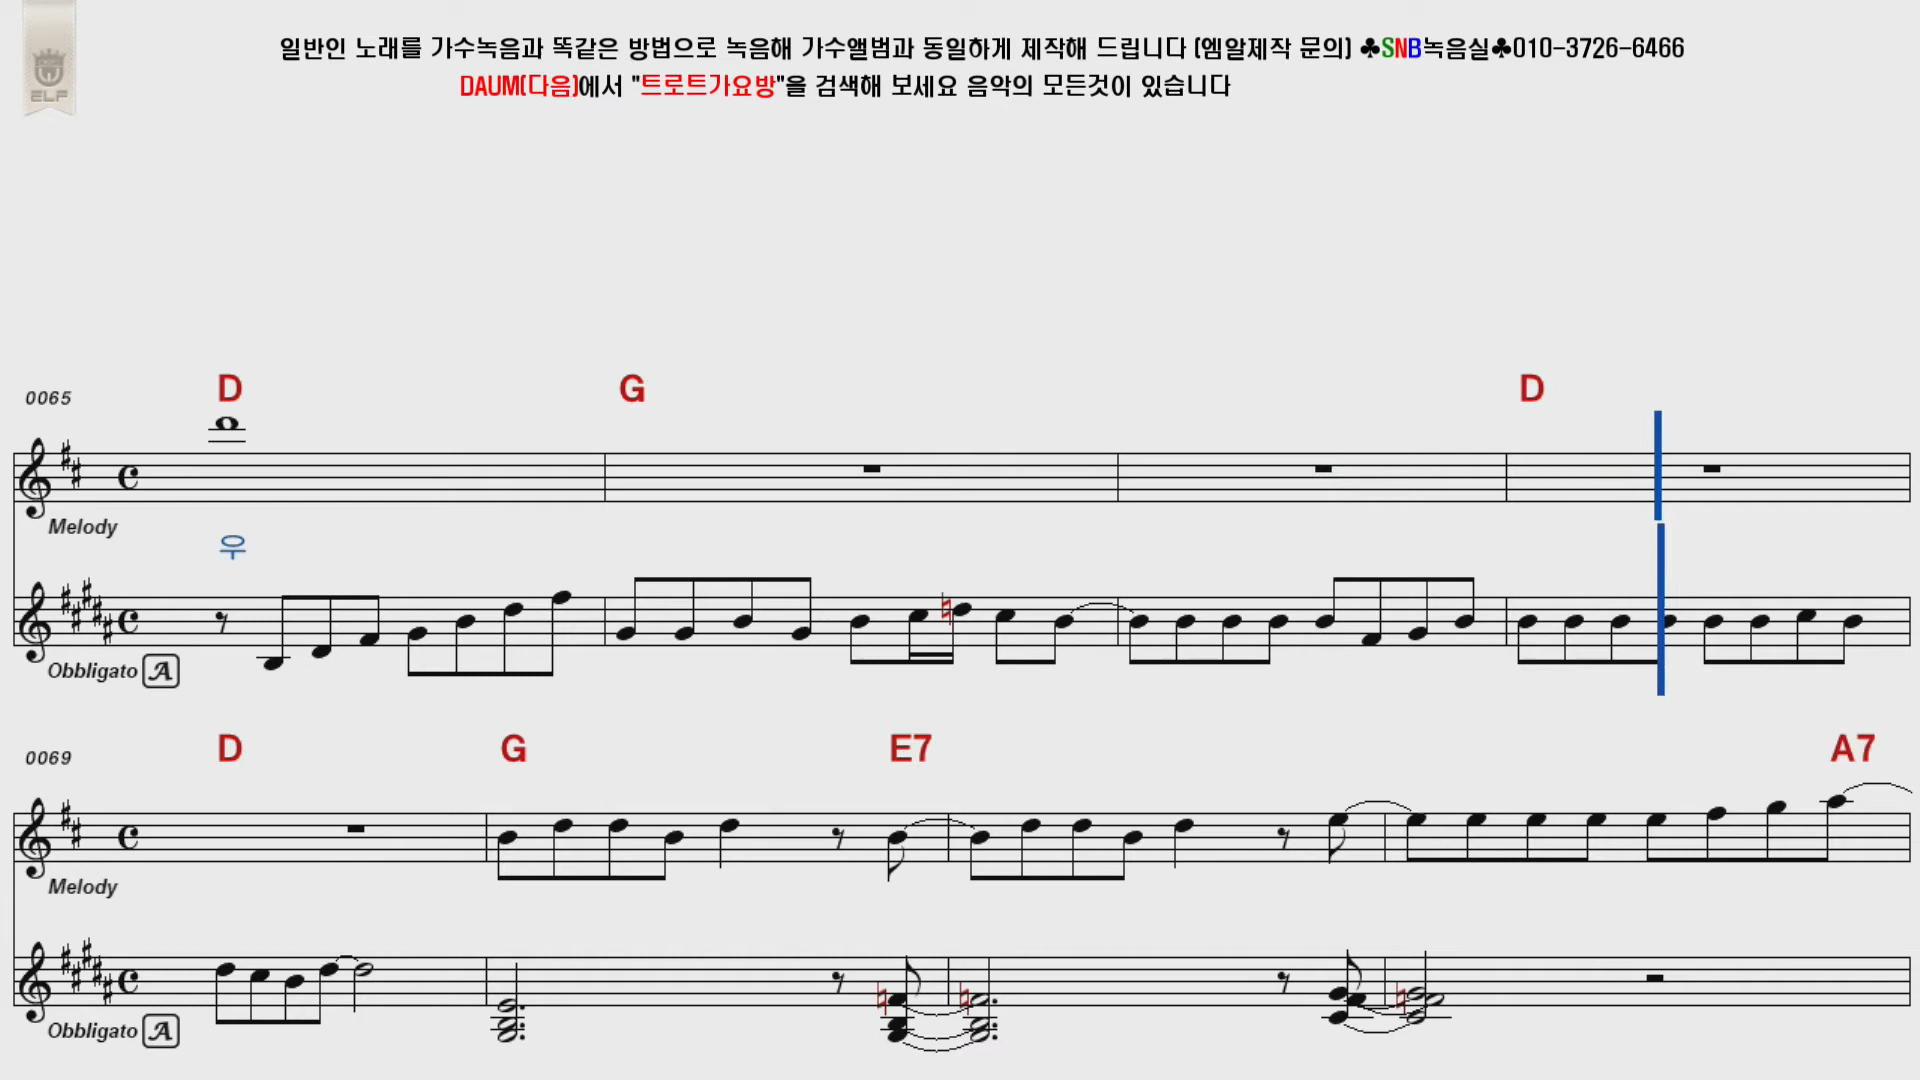 ELF
일반인 노래를 가수녹음과 똑같은 방법으로 녹음해 가수앨범과 동일하게 제작해 드립니다 (엠알제작 문의) ♣SNB녹음실♣010-3726-6466
DAUM(다음)에서 "트로트가요방"을 검색해 보세요 음악의 모든것이 있습니다
0065 D G D
Melody
우
Obbligato A
0069 D G E7 A7
Melody
Obbligato A